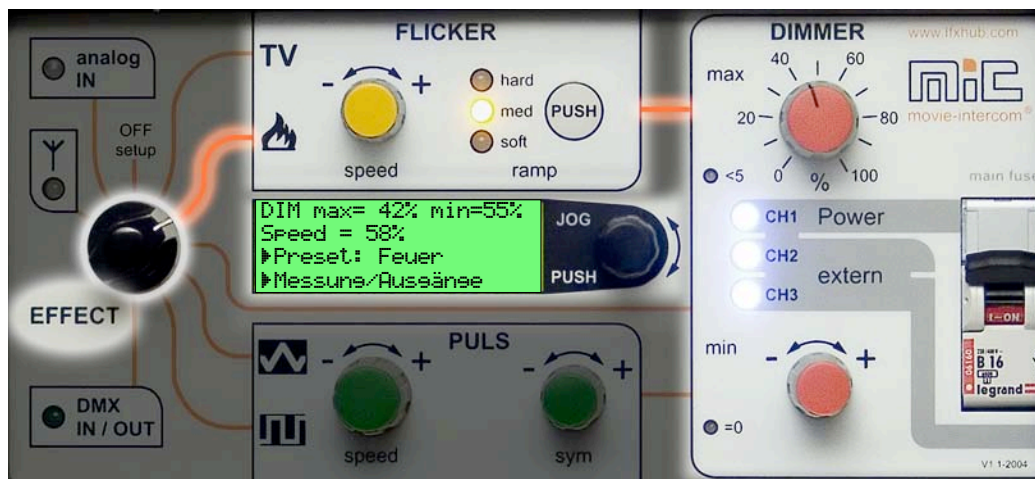 analog
IN
OFF
setup
EFFECT
DMX
IN / OUT
FLICKER
TV
- +
speed
hard
med
soft
ramp
PUSH
DIM max= 42% min=55%
Speed = 58%
▶Preset: Feuer
▶Messung/Ausgänge
JOG
PUSH
PULS
- +
speed
- +
sym
DIMMER
www.lfxhub.com
mic
movie-intercom®
max
40 60
20 80
0 % 100
<5
main fuse
CH1 Power
CH2
extern
CH3
min
- +
=0
I-ON
06160
B 16
legrand
V1.1-2004